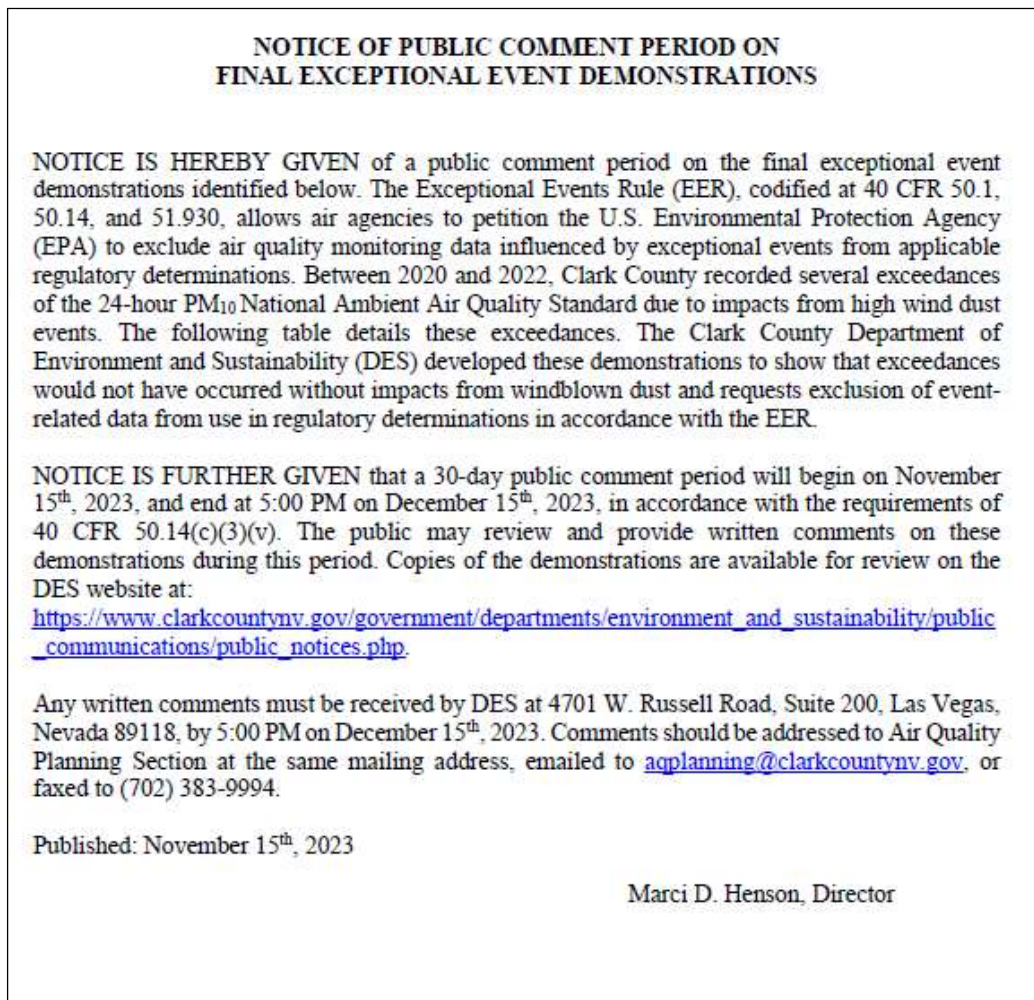 NOTICE OF PUBLIC COMMENT PERIOD ON
FINAL EXCEPTIONAL EVENT DEMONSTRATIONS
NOTICE IS HEREBY GIVEN of a public comment period on the final exceptional event
demonstrations identified below. The Exceptional Events Rule (EER), codified at 40 CFR 50.1,
50.14, and 51.930, allows air agencies to petition the U.S. Environmental Protection Agency
(EPA) to exclude air quality monitoring data influenced by exceptional events from applicable
regulatory determinations. Between 2020 and 2022, Clark County recorded several exceedances
of the 24-hour PM₁₀ National Ambient Air Quality Standard due to impacts from high wind dust
events. The following table details these exceedances. The Clark County Department of
Environment and Sustainability (DES) developed these demonstrations to show that exceedances
would not have occurred without impacts from windblown dust and requests exclusion of event-
related data from use in regulatory determinations in accordance with the EER.
NOTICE IS FURTHER GIVEN that a 30-day public comment period will begin on November
15th, 2023, and end at 5:00 PM on December 15th, 2023, in accordance with the requirements of
40 CFR 50.14(c)(3)(v). The public may review and provide written comments on these
demonstrations during this period. Copies of the demonstrations are available for review on the
DES website at:
https://www.clarkcountynv.gov/government/departments/environment_and_sustainability/public
_communications/public_notices.php.
Any written comments must be received by DES at 4701 W. Russell Road, Suite 200, Las Vegas,
Nevada 89118, by 5:00 PM on December 15th, 2023. Comments should be addressed to Air Quality
Planning Section at the same mailing address, emailed to aqplanning@clarkcountynv.gov, or
faxed to (702) 383-9994.
Published: November 15th, 2023
Marci D. Henson, Director